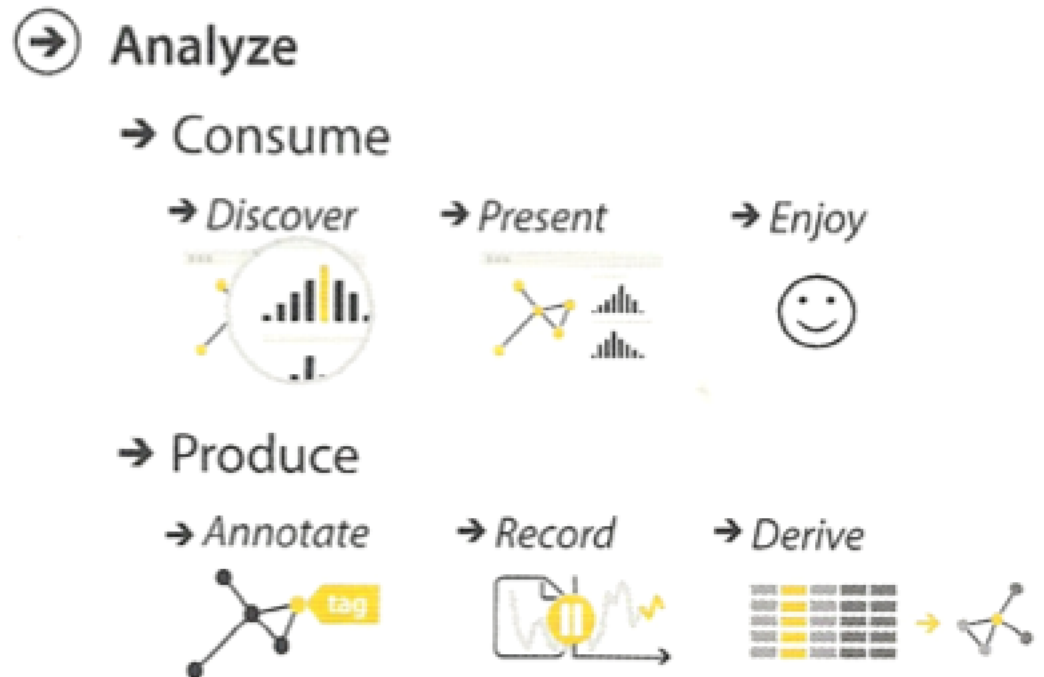 Analyze
Consume
Discover
Present
Enjoy
Produce
Annotate
Record
Derive
tag